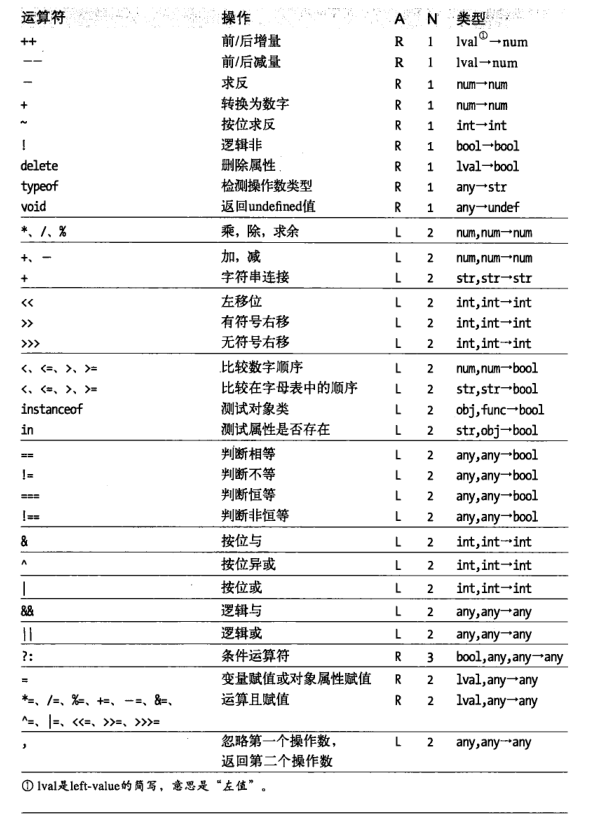 运算符 操作 A N 类型
++ 前/后增量 R 1 lval①→num
-- 前/后减量 R 1 lval→num
- 求反 R 1 num→num
+ 转换为数字 R 1 num→num
~ 按位求反 R 1 int→int
! 逻辑非 R 1 bool→bool
delete 删除属性 R 1 lval→bool
typeof 检测操作数类型 R 1 any→str
void 返回undefined值 R 1 any→undef
*、/、% 乘，除，求余 L 2 num,num→num
+、- 加，减 L 2 num,num→num
+ 字符串连接 L 2 str,str→str
<< 左移位 L 2 int,int→int
>> 有符号右移 L 2 int,int→int
>>> 无符号右移 L 2 int,int→int
<、<=、>、>= 比较数字顺序 L 2 num,num→bool
<、<=、>、>= 比较在字母表中的顺序 L 2 str,str→bool
instanceof 测试对象类 L 2 obj,func→bool
in 测试属性是否存在 L 2 str,obj→bool
== 判断相等 L 2 any,any→bool
!= 判断不等 L 2 any,any→bool
=== 判断恒等 L 2 any,any→bool
!== 判断非恒等 L 2 any,any→bool
& 按位与 L 2 int,int→int
^ 按位异或 L 2 int,int→int
| 按位或 L 2 int,int→int
&& 逻辑与 L 2 any,any→any
|| 逻辑或 L 2 any,any→any
?: 条件运算符 R 3 bool,any,any→any
= 变量赋值或对象属性赋值 R 2 lval,any→any
*=、/=、%=、+=、-=、&=、 运算且赋值 R 2 lval,any→any
^=、|=、<<=、>>=、>>>=
, 忽略第一个操作数， L 2 any,any→any
返回第二个操作数
① lval是left-value的简写，意思是“左值”。